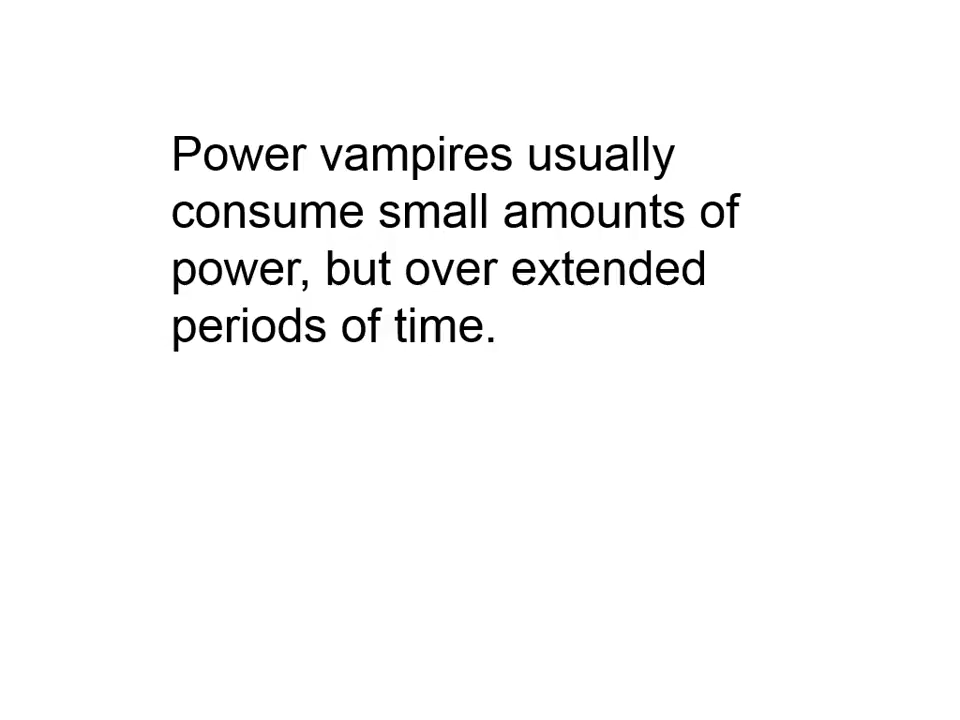 Power vampires usually
consume small amounts of
power, but over extended
periods of time.